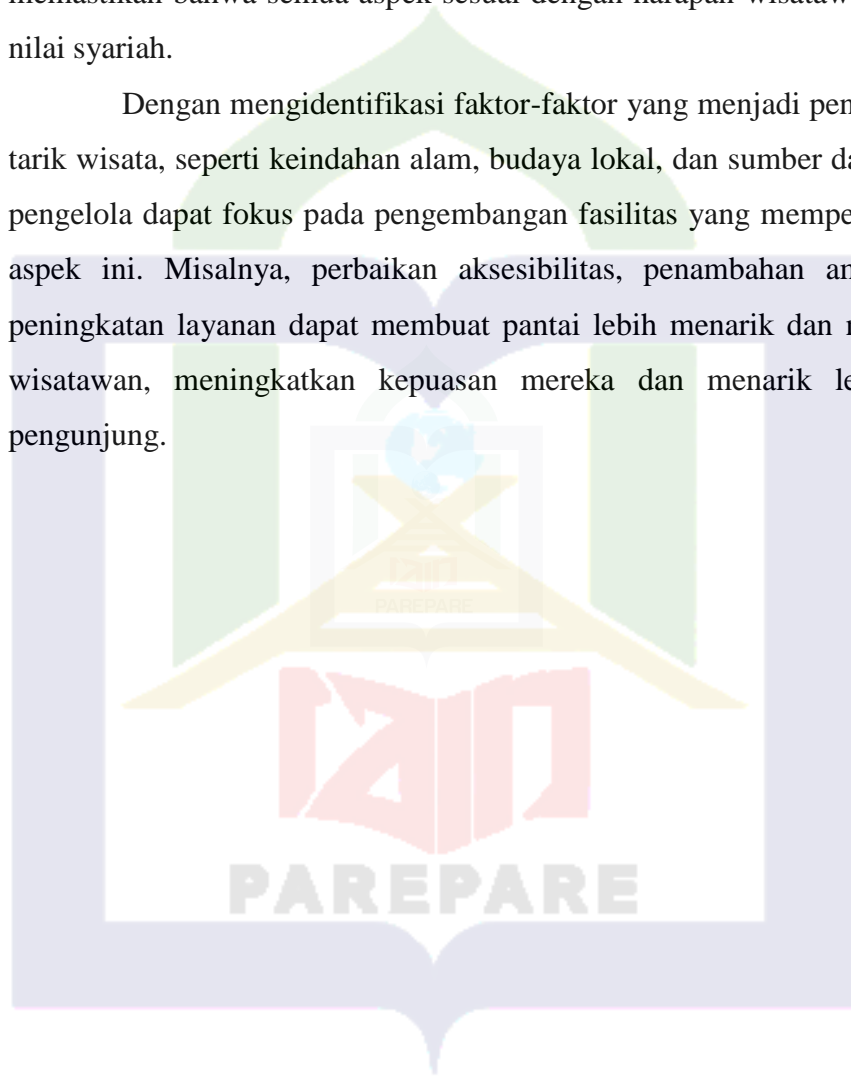 memastikan bahwa semua aspek sesuai dengan harapan wisataw
nilai syariah.
Dengan mengidentifikasi faktor-faktor yang menjadi pen
tarik wisata, seperti keindahan alam, budaya lokal, dan sumber da
pengelola dapat fokus pada pengembangan fasilitas yang mempe
aspek ini. Misalnya, perbaikan aksesibilitas, penambahan am
peningkatan layanan dapat membuat pantai lebih menarik dan
wisatawan, meningkatkan kepuasan mereka dan menarik le
pengunjung.
PAREPARE
PAREPARE